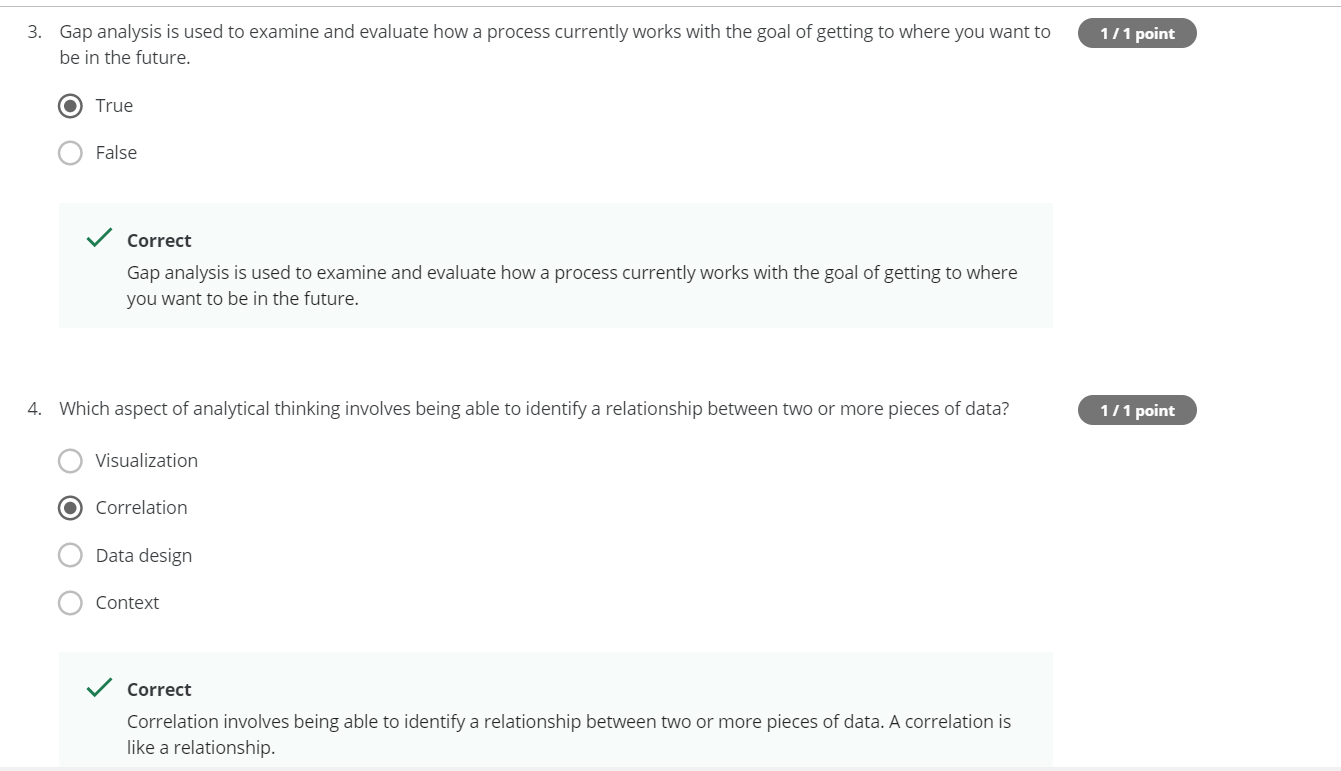 3. Gap analysis is used to examine and evaluate how a process currently works with the goal of getting to where you want to
be in the future.
1 / 1 point
True
False
Correct
Gap analysis is used to examine and evaluate how a process currently works with the goal of getting to where
you want to be in the future.
4. Which aspect of analytical thinking involves being able to identify a relationship between two or more pieces of data?
1 / 1 point
Visualization
Correlation
Data design
Context
Correct
Correlation involves being able to identify a relationship between two or more pieces of data. A correlation is
like a relationship.